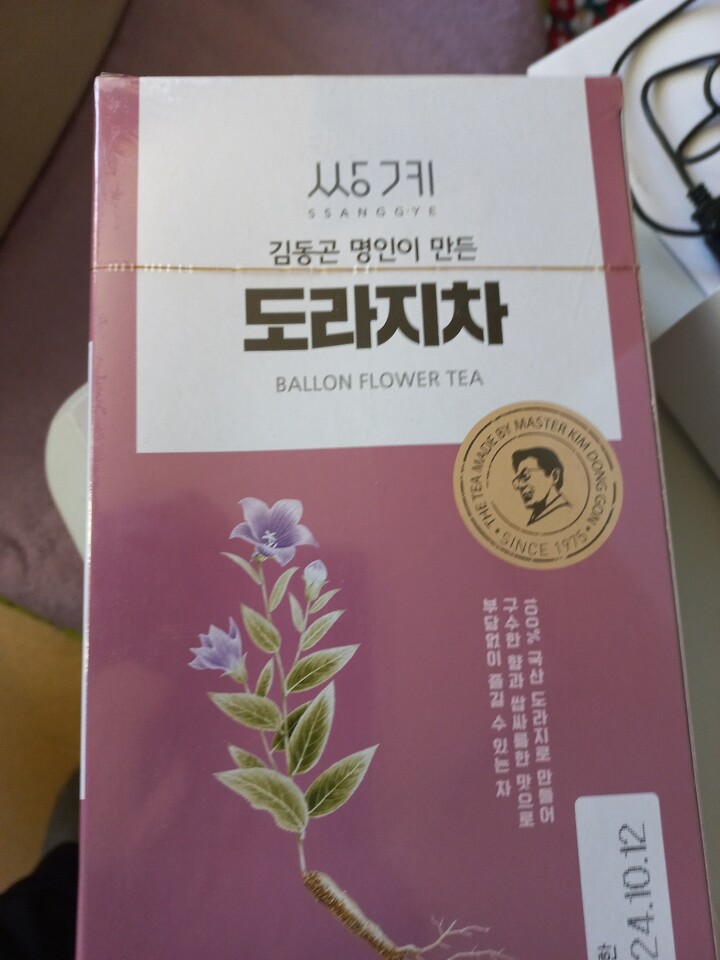 쌍계
SSANGGYE
김동곤 명인이 만든
도라지차
BALLON FLOWER TEA
THE TEA MADE BY MASTER KIM DONG GON
• SINCE 1975 •
100% 국산 도라지로 만들어
구수한 향과 쌉싸름한 맛으로
부담없이 즐길 수 있는 차
한
24.10.12